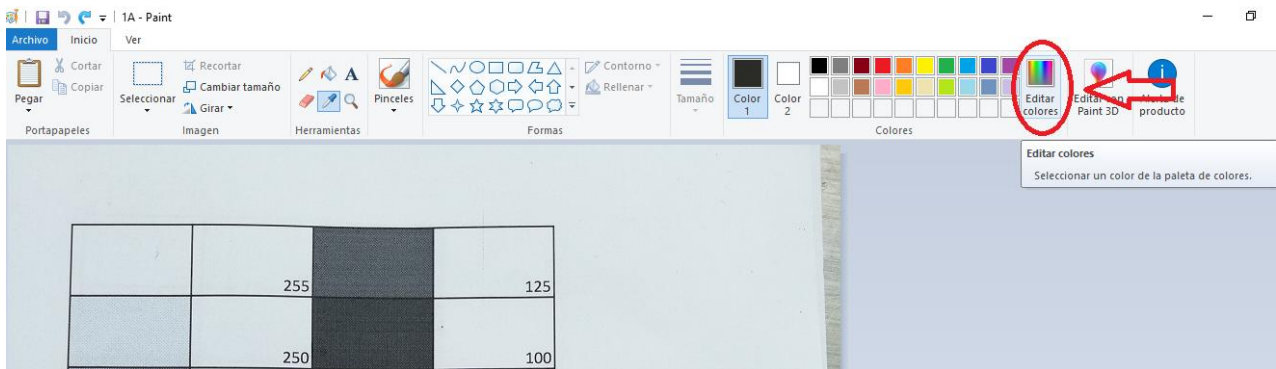 1A - Paint
Archivo Inicio Ver
Pegar
Cortar
Copiar
Portapapeles
Seleccionar
Recortar
Cambiar tamaño
Girar
Imagen
A
Herramientas
Pinceles
Contorno
Rellenar
Formas
Tamaño
Color
1
Color
2
Editar
colores
Colores
Editar con
Paint 3D
de
producto
Editar colores
Seleccionar un color de la paleta de colores.
255 125
250 100